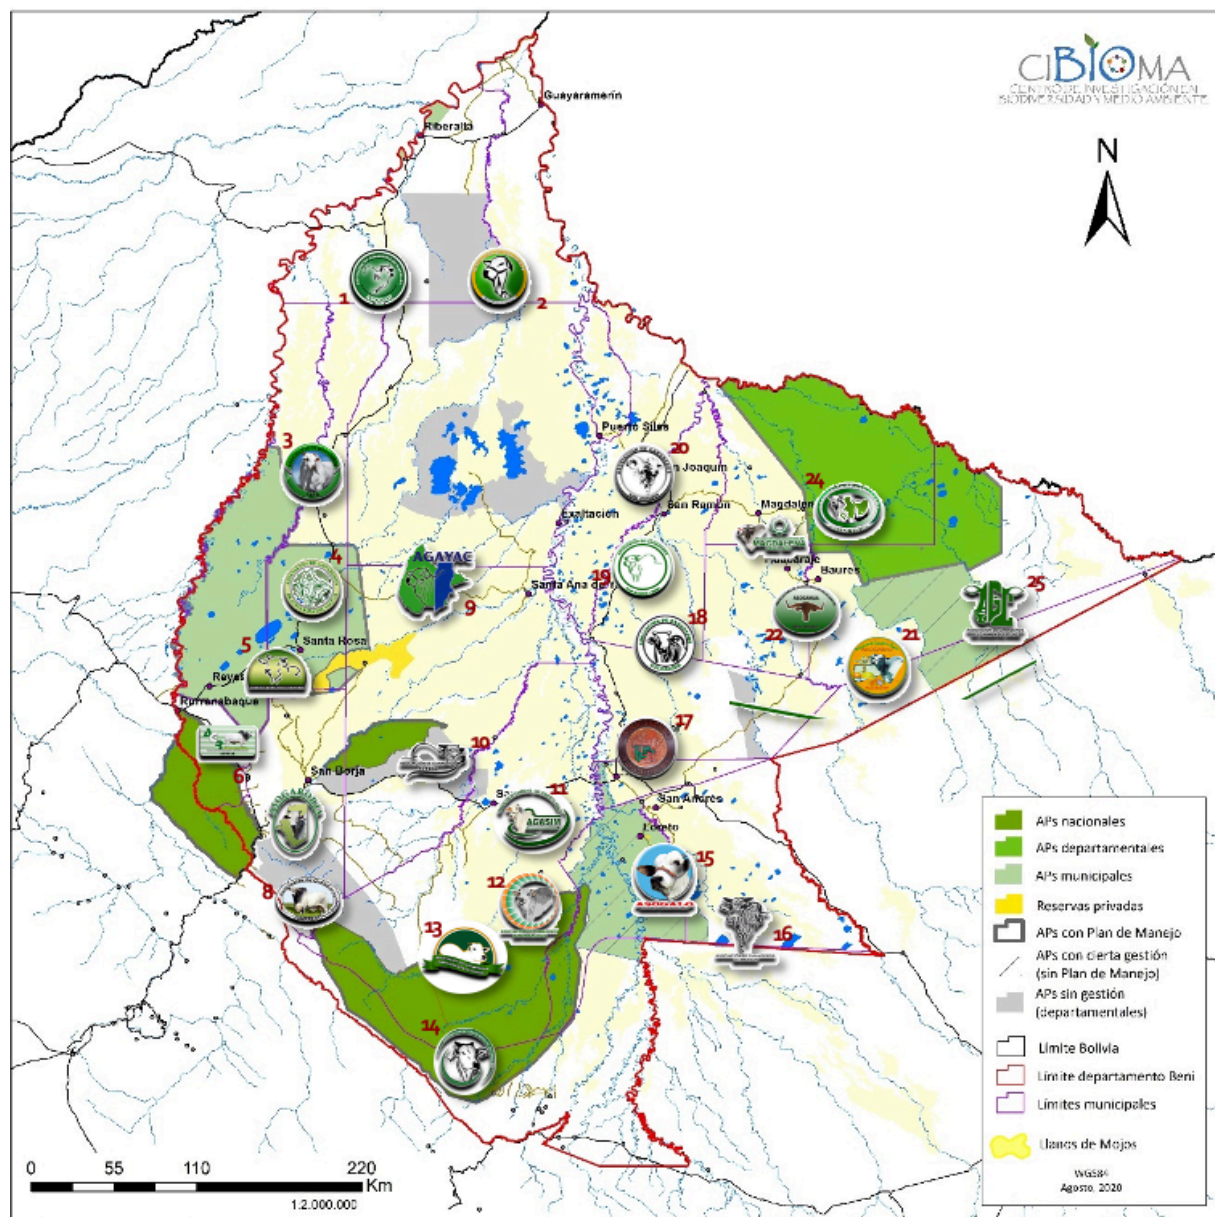 CIBIOMA
CENTRO DE INVESTIGACIÓN EN
BIODIVERSIDAD Y MEDIO AMBIENTE
N
Guayaramerín
Riberalta
1
2
3
Puerto Siles
20
n Joaquín
24
San Ramón
Magdalen
MAGDALENA
Exaltación
4
AGAYAC
Huacaraje
Baures
25
19
Santa Ana de
9
18
22
21
5
Santa Rosa
Reyes
Rurrenabaque
17
10
6
San Borja
11
AGASIM
San Andrés
Loreto
15
12
8
ASOGALO
13
16
14
APs nacionales
APs departamentales
APs municipales
Reservas privadas
APs con Plan de Manejo
APs con cierta gestión
(sin Plan de Manejo)
APs sin gestión
(departamentales)
Límite Bolivia
Límite departamento Beni
Límites municipales
Llanos de Mojos
WGS84
Agosto, 2020
0 55 110 220
Km
1:2.000.000